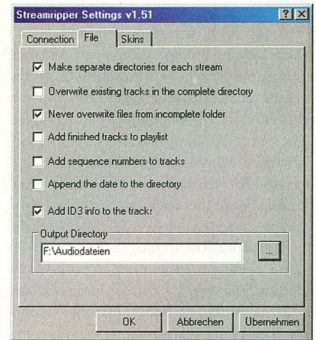 Streamripper Settings v1.51
Connection File Skins
Make separate directories for each stream
Overwrite existing tracks in the complete directory
Never overwrite files from incomplete folder
Add finished tracks to playlist
Add sequence numbers to tracks
Append the date to the directory
Add ID3 info to the tracks
Output Directory
F:\Audiodateien
...
OK Abbrechen Übernehmen